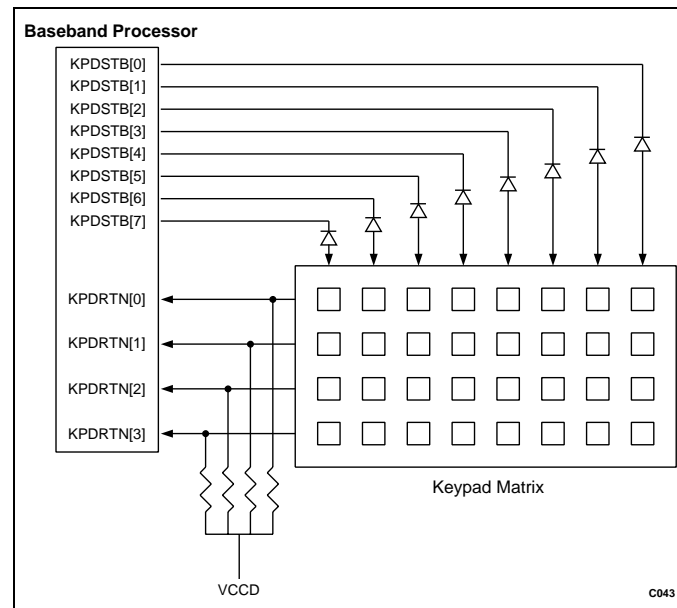 Baseband Processor
KPDSTB[0]
KPDSTB[1]
KPDSTB[2]
KPDSTB[3]
KPDSTB[4]
KPDSTB[5]
KPDSTB[6]
KPDSTB[7]
KPDRTN[0]
KPDRTN[1]
KPDRTN[2]
KPDRTN[3]
Keypad Matrix
VCCD
C043